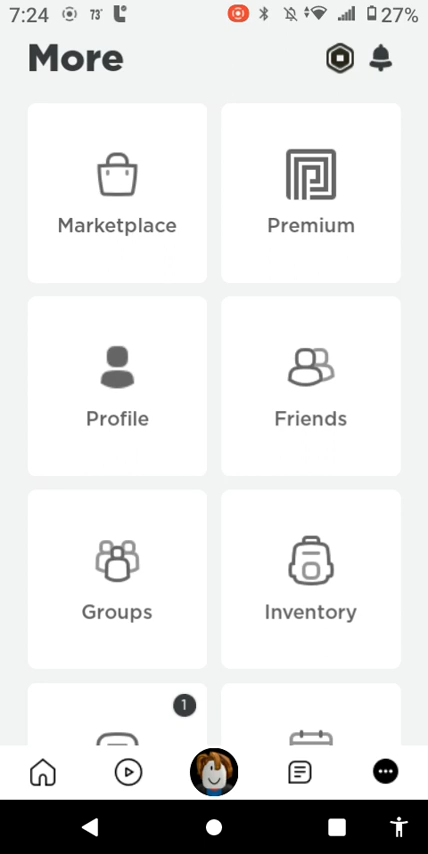 7:24 73° 27%
More
Marketplace Premium
Profile Friends
Groups Inventory
1